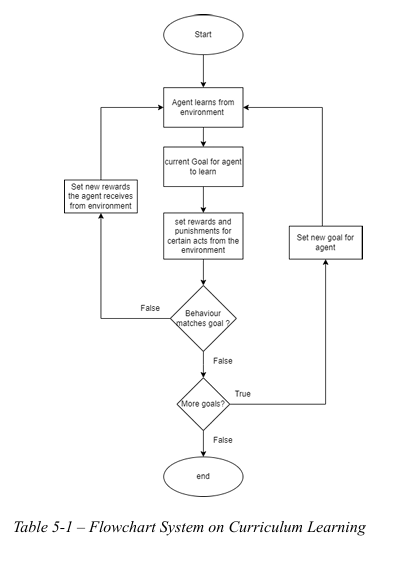 Start
Agent learns from
environment
current Goal for agent
to learn
Set new rewards
the agent receives
from environment
set rewards and
punishments for
certain acts from the
environment
Set new goal for
agent
False
Behaviour
matches goal ?
False
More goals?
True
False
end
Table 5-1 – Flowchart System on Curriculum Learning